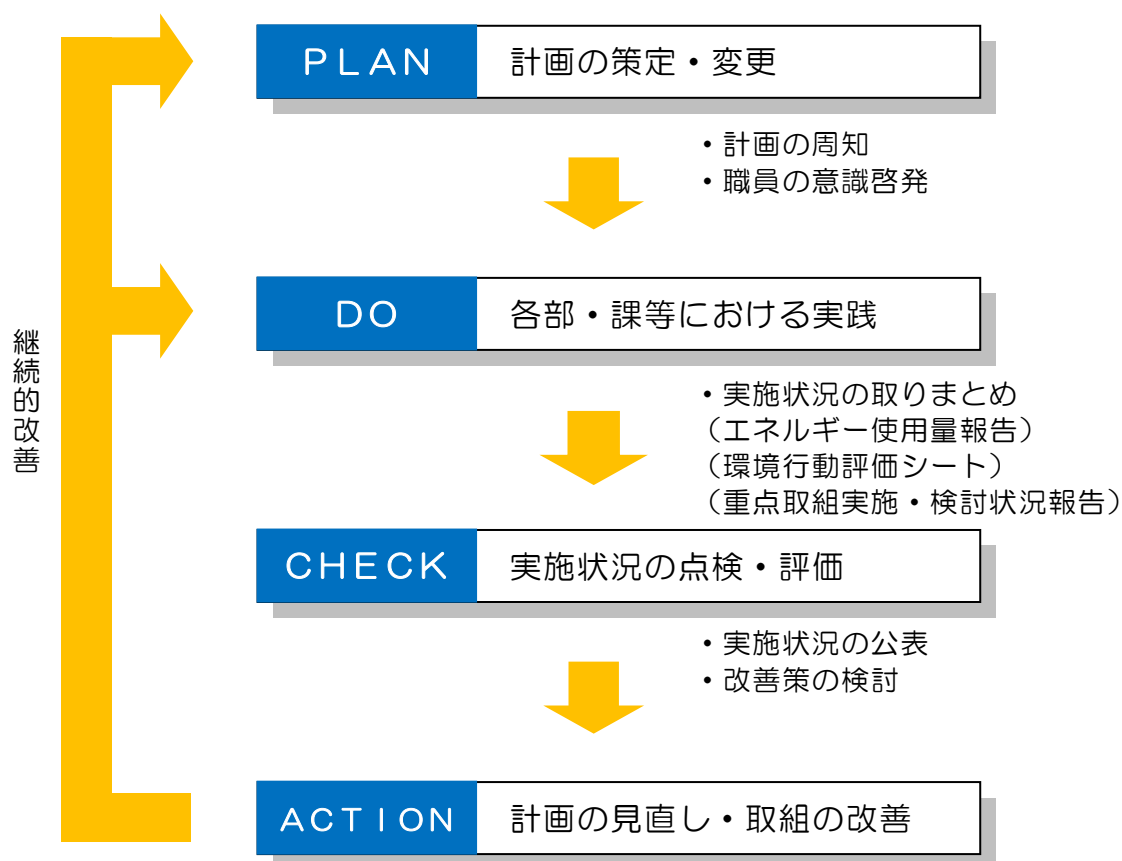 PLAN 計画の策定・変更
・計画の周知
・職員の意識啓発
DO 各部・課等における実践
・実施状況の取りまとめ
（エネルギー使用量報告）
（環境行動評価シート）
（重点取組実施・検討状況報告）
CHECK 実施状況の点検・評価
・実施状況の公表
・改善策の検討
ACTION 計画の見直し・取組の改善
継続的改善